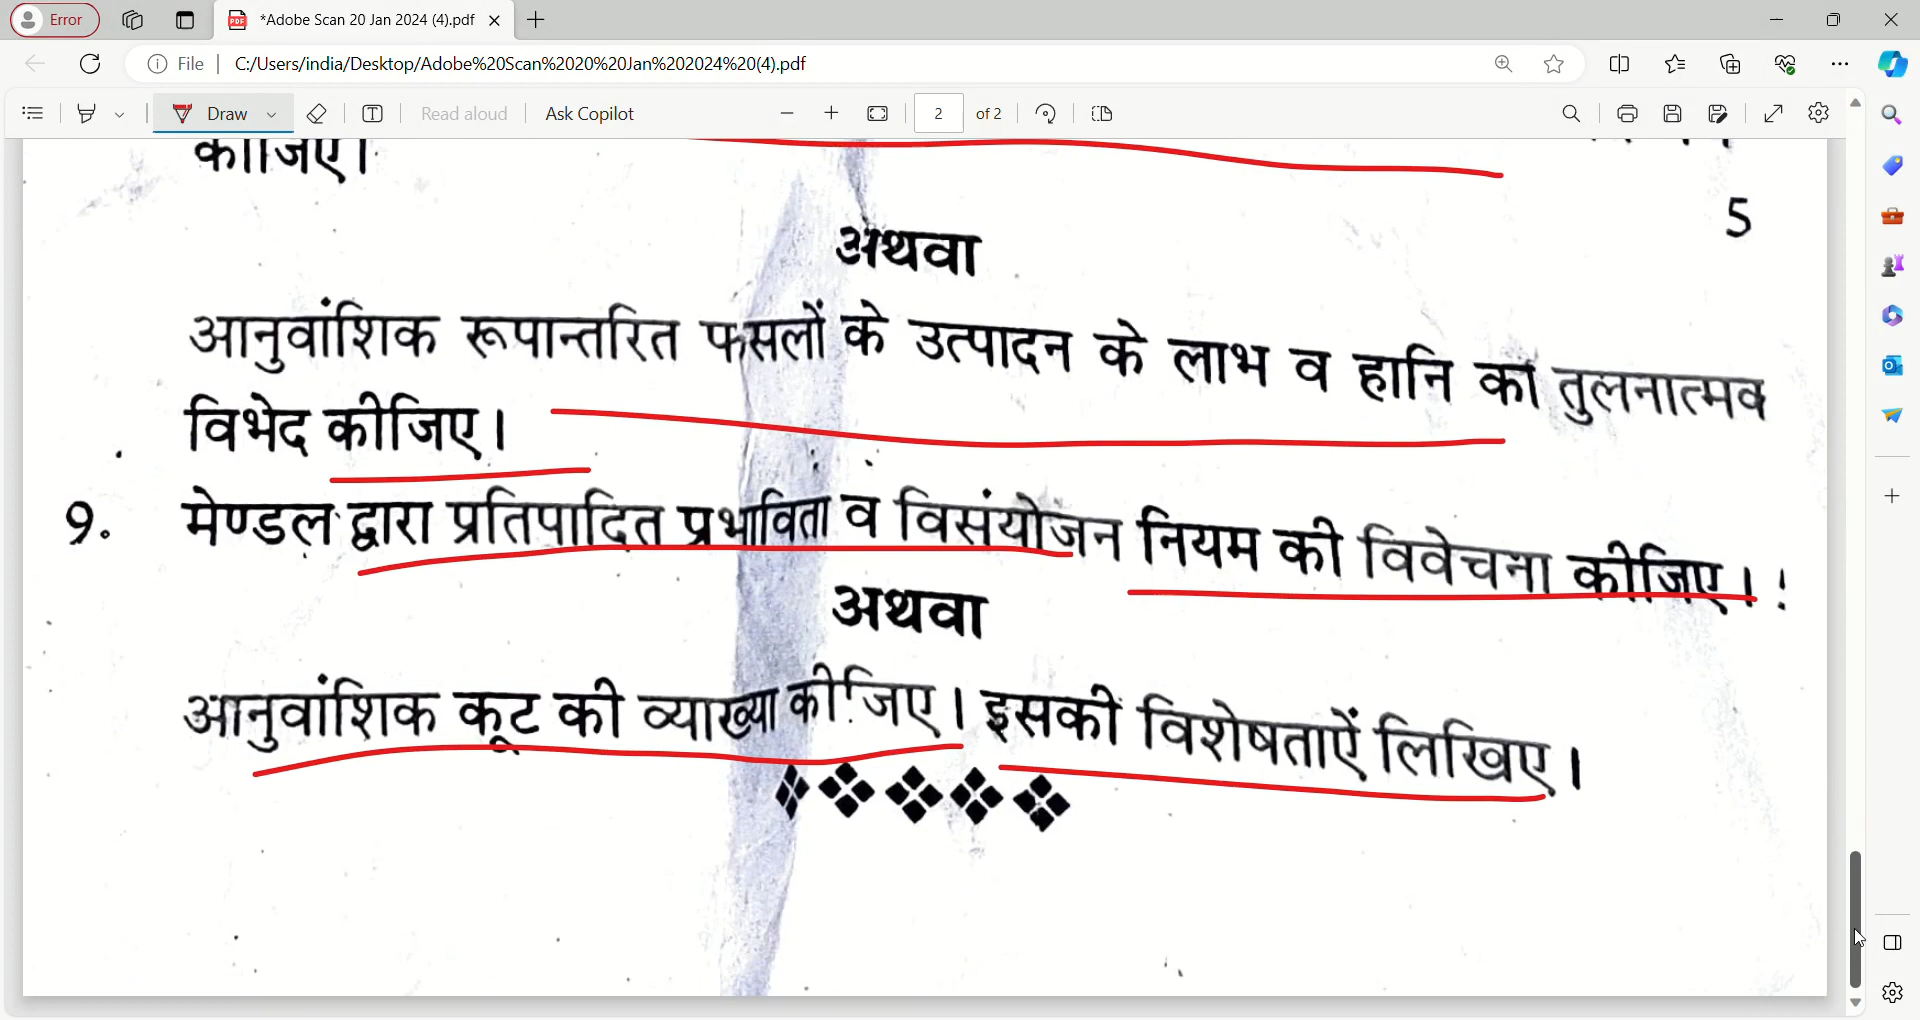 Error
*Adobe Scan 20 Jan 2024 (4).pdf
File
C:/Users/india/Desktop/Adobe%20Scan%2020%20Jan%202024%20(4).pdf
Draw
Read aloud
Ask Copilot
2 of 2
कीजिए।
5
अथवा
आनुवांशिक रूपान्तरित फसलों के उत्पादन के लाभ व हानि का तुलनात्मक
विभेद कीजिए।
9. मेण्डल द्वारा प्रतिपादित प्रभाविता व विसंयोजन नियम की विवेचना कीजिए।
अथवा
आनुवांशिक कूट की व्याख्या कीजिए। इसकी विशेषताऐं लिखिए।